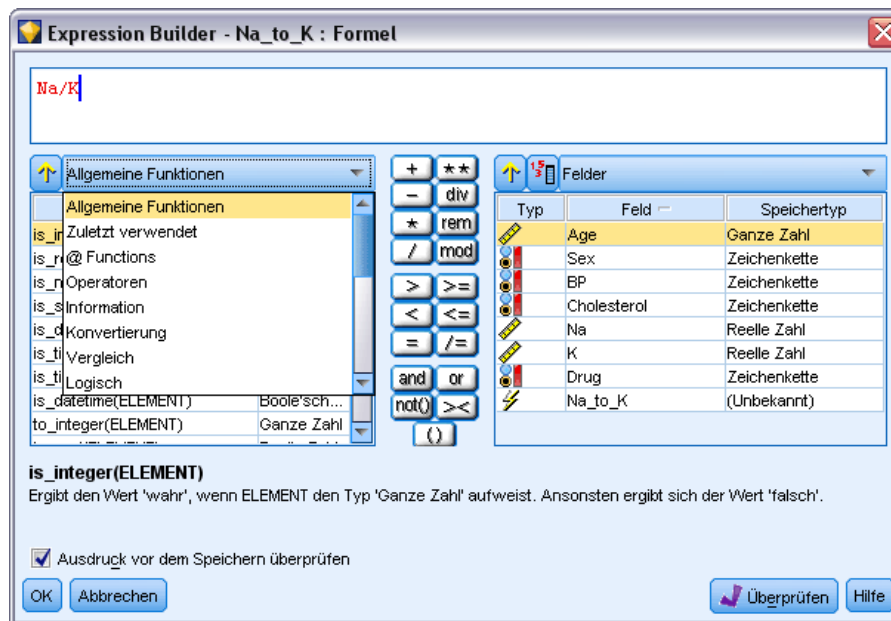 Expression Builder - Na_to_K : Formel
Na/K
Allgemeine Funktionen
Allgemeine Funktionen
Zuletzt verwendet
@ Functions
Operatoren
Information
Konvertierung
Vergleich
Logisch
is_datetime(ELEMENT) Boole'sch...
to_integer(ELEMENT) Ganze Zahl
+ **
- div
* rem
/ mod
> >=
< <=
= /=
and or
not() ><
()
Felder
Typ Feld Speichertyp
Age Ganze Zahl
Sex Zeichenkette
BP Zeichenkette
Cholesterol Zeichenkette
Na Reelle Zahl
K Reelle Zahl
Drug Zeichenkette
Na_to_K (Unbekannt)
is_integer(ELEMENT)
Ergibt den Wert 'wahr', wenn ELEMENT den Typ 'Ganze Zahl' aufweist. Ansonsten ergibt sich der Wert 'falsch'.
Ausdruck vor dem Speichern überprüfen
OK Abbrechen Überprüfen Hilfe